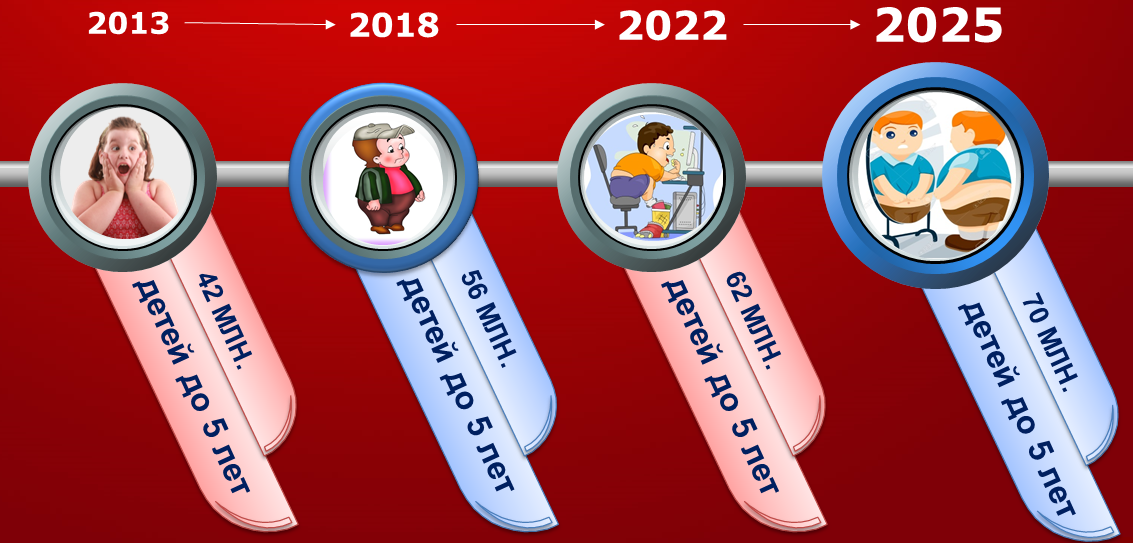 2013
2018
2022
2025
42 млн.
детей до 5 лет
56 млн.
детей до 5 лет
62 млн.
детей до 5 лет
70 млн.
детей до 5 лет